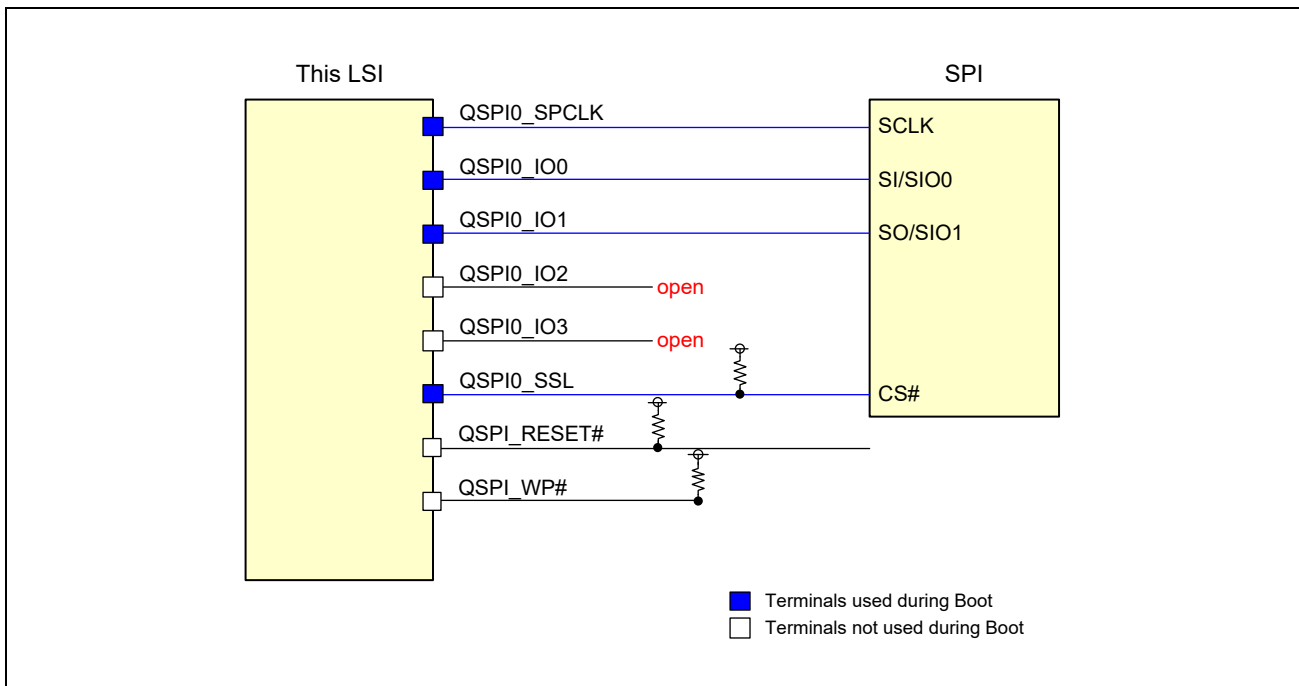 This LSI
SPI
QSPI0_SPCLK
SCLK
QSPI0_IO0
SI/SIO0
QSPI0_IO1
SO/SIO1
QSPI0_IO2
open
QSPI0_IO3
open
QSPI0_SSL
CS#
QSPI_RESET#
QSPI_WP#
Terminals used during Boot
Terminals not used during Boot